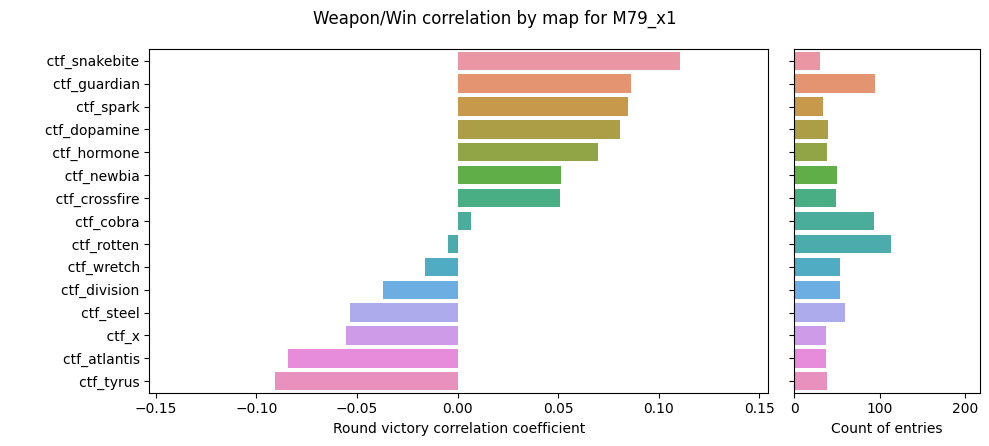 Weapon/Win correlation by map for M79_x1
ctf_snakebite
ctf_guardian
ctf_spark
ctf_dopamine
ctf_hormone
ctf_newbia
ctf_crossfire
ctf_cobra
ctf_rotten
ctf_wretch
ctf_division
ctf_steel
ctf_x
ctf_atlantis
ctf_tyrus
−0.15 −0.10 −0.05 0.00 0.05 0.10 0.15
Round victory correlation coefficient
0 100 200
Count of entries